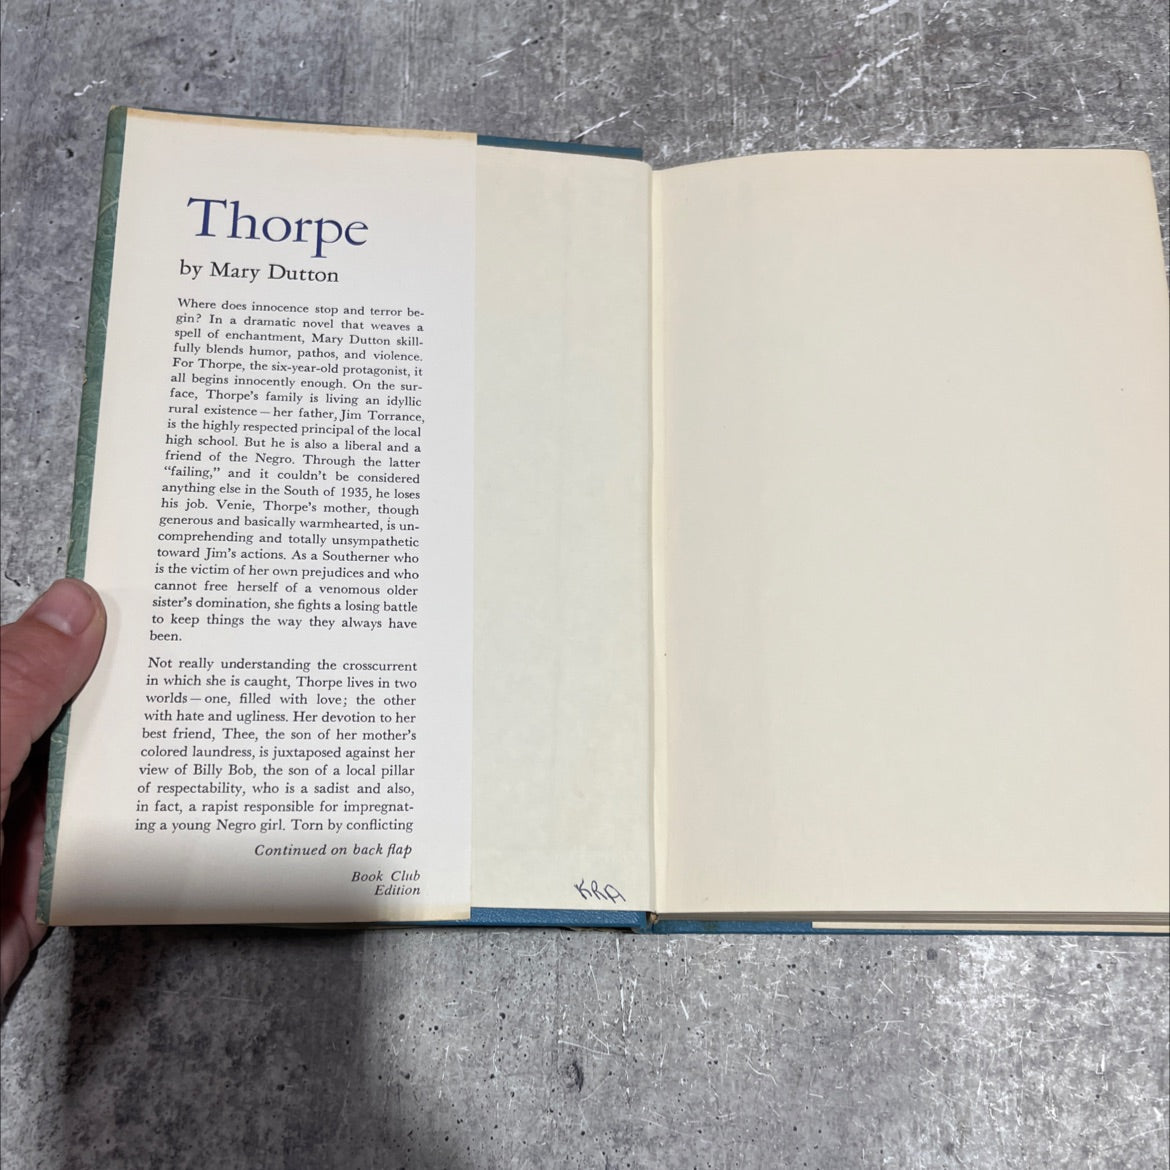 Thorpe
by Mary Dutton
Where does innocence stop and terror be-
gin? In a dramatic novel that weaves a
spell of enchantment, Mary Dutton skill-
fully blends humor, pathos, and violence.
For Thorpe, the six-year-old protagonist, it
all begins innocently enough. On the sur-
face, Thorpe's family is living an idyllic
rural existence—her father, Jim Torrance,
is the highly respected principal of the local
high school. But he is also a liberal and a
friend of the Negro. Through the latter
"failing," and it couldn't be considered
anything else in the South of 1935, he loses
his job. Venie, Thorpe's mother, though
generous and basically warmhearted, is un-
comprehending and totally unsympathetic
toward Jim's actions. As a Southerner who
is the victim of her own prejudices and who
cannot free herself of a venomous older
sister's domination, she fights a losing battle
to keep things the way they always have
been.
Not really understanding the crosscurrent
in which she is caught, Thorpe lives in two
worlds—one, filled with love; the other
with hate and ugliness. Her devotion to her
best friend, Thee, the son of her mother's
colored laundress, is juxtaposed against her
view of Billy Bob, the son of a local pillar
of respectability, who is a sadist and also,
in fact, a rapist responsible for impregnat-
ing a young Negro girl. Torn by conflicting
Continued on back flap
Book Club
Edition
KRA